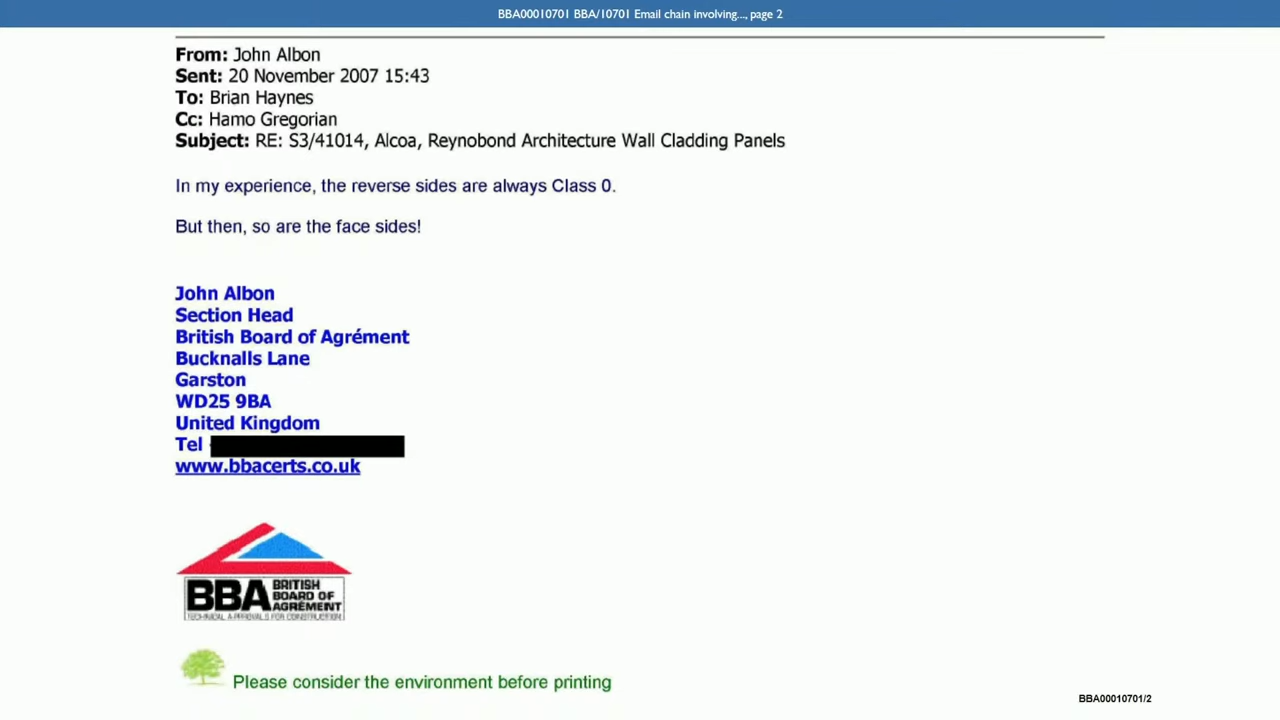 BBA00010701 BBA/10701 Email chain involving..., page 2
From: John Albon
Sent: 20 November 2007 15:43
To: Brian Haynes
Cc: Hamo Gregorian
Subject: RE: S3/41014, Alcoa, Reynobond Architecture Wall Cladding Panels
In my experience, the reverse sides are always Class 0.
But then, so are the face sides!
John Albon
Section Head
British Board of Agrément
Bucknalls Lane
Garston
WD25 9BA
United Kingdom
Tel
www.bbacerts.co.uk
BBA BRITISH
BOARD OF
AGRÉMENT
TECHNICAL APPROVALS FOR CONSTRUCTION
Please consider the environment before printing
BBA00010701/2